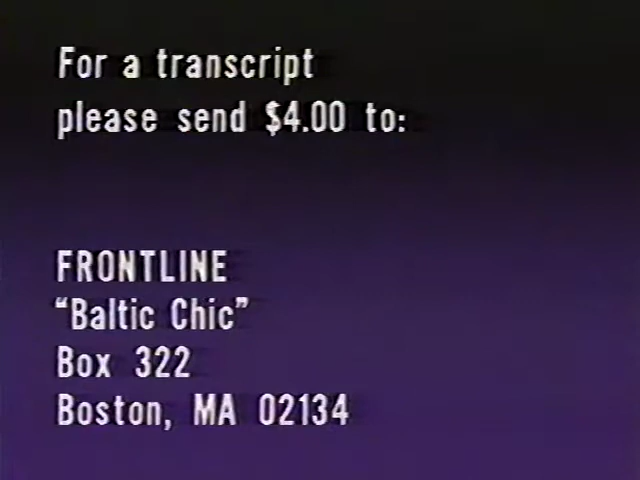 For a transcript
please send $4.00 to:
FRONTLINE
“Baltic Chic”
Box 322
Boston, MA 02134